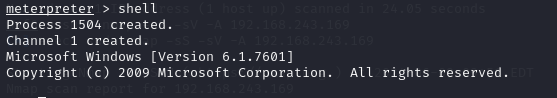 meterpreter > shell
Process 1504 created.
Channel 1 created.
Microsoft Windows [Version 6.1.7601]
Copyright (c) 2009 Microsoft Corporation.  All rights reserved.